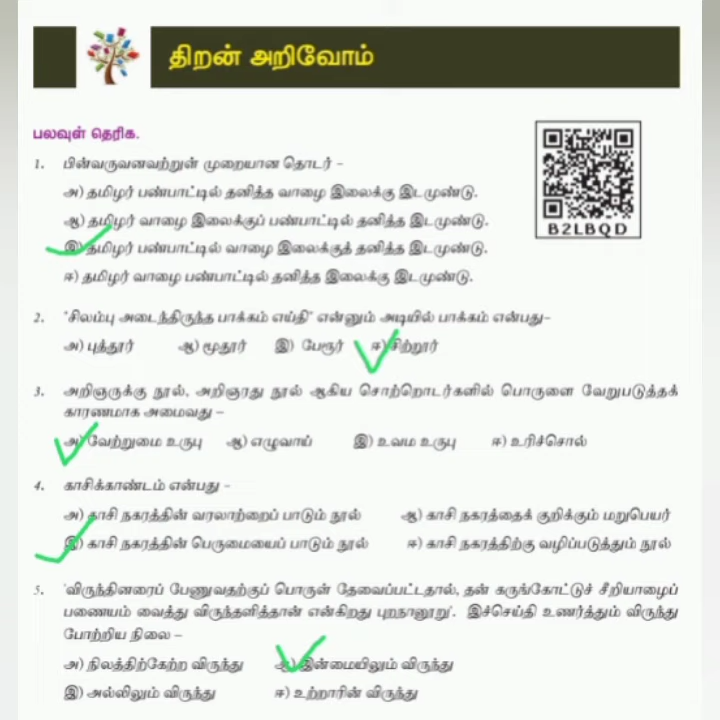 திறன் அறிவோம்
பலவுள் தெரிக.
1. பின்வருவனவற்றுள் முறையான தொடர் –
அ) தமிழர் பண்பாட்டில் தனித்த வாழை இலைக்கு இடமுண்டு.
ஆ) தமிழர் வாழை இலைக்குப் பண்பாட்டில் தனித்த இடமுண்டு.
இ) தமிழர் பண்பாட்டில் வாழை இலைக்குத் தனித்த இடமுண்டு.
ஈ) தமிழர் வாழை பண்பாட்டில் தனித்த இலைக்கு இடமுண்டு.
B2LBQD
2. "சிலம்பு அடைந்திருந்த பாக்கம் எய்தி" என்னும் அடியில் பாக்கம் என்பது–
அ) புத்தூர் ஆ) மூதூர் இ) பேரூர் ஈ) சிற்றூர்
3. அறிஞருக்கு நூல், அறிஞரது நூல் ஆகிய சொற்றொடர்களில் பொருளை வேறுபடுத்தக்
காரணமாக அமைவது –
அ) வேற்றுமை உருபு ஆ) எழுவாய் இ) உவம உருபு ஈ) உரிச்சொல்
4. காசிக்காண்டம் என்பது –
அ) காசி நகரத்தின் வரலாற்றைப் பாடும் நூல் ஆ) காசி நகரத்தைக் குறிக்கும் மறுபெயர்
இ) காசி நகரத்தின் பெருமையைப் பாடும் நூல் ஈ) காசி நகரத்திற்கு வழிப்படுத்தும் நூல்
5. 'விருந்தினரைப் பேணுவதற்குப் பொருள் தேவைப்பட்டதால், தன் கருங்கோட்டுச் சீறியாழைப்
பணையம் வைத்து விருந்தளித்தான் என்கிறது புறநானூறு'. இச்செய்தி உணர்த்தும் விருந்து
போற்றிய நிலை –
அ) நிலத்திற்கேற்ற விருந்து ஆ) இன்மையிலும் விருந்து
இ) அல்லிலும் விருந்து ஈ) உற்றாரின் விருந்து